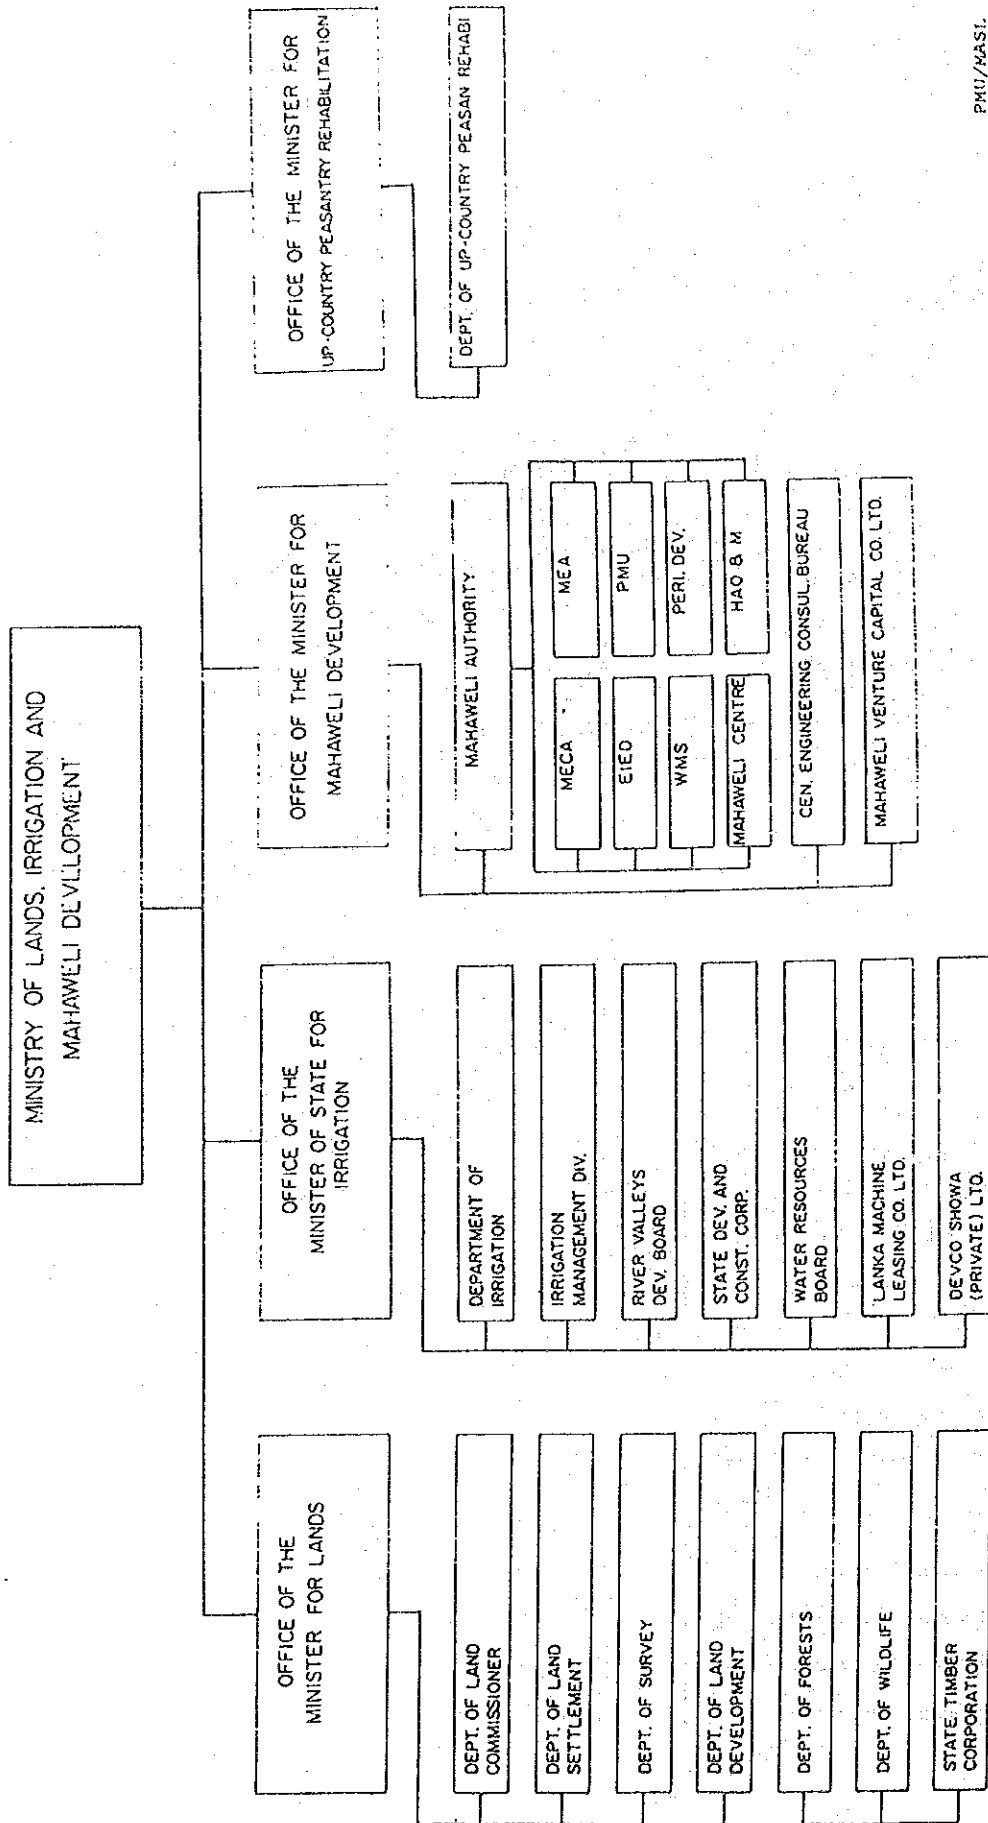 MINISTRY OF LANDS, IRRIGATION AND
MAHAWELI DEVELOPMENT
OFFICE OF THE
MINISTER FOR LANDS
DEPT. OF LAND
COMMISSIONER
DEPT. OF LAND
SETTLEMENT
DEPT. OF SURVEY
DEPT. OF LAND
DEVELOPMENT
DEPT. OF FORESTS
DEPT. OF WILDLIFE
STATE TIMBER
CORPORATION
OFFICE OF THE
MINISTER OF STATE FOR
IRRIGATION
DEPARTMENT OF
IRRIGATION
IRRIGATION
MANAGEMENT DIV.
RIVER VALLEYS
DEV. BOARD
STATE DEV. AND
CONST. CORP.
WATER RESOURCES
BOARD
LANKA MACHINE
LEASING CO. LTD.
DEVCO SHOWA
(PRIVATE) LTD.
OFFICE OF THE MINISTER FOR
MAHAWELI DEVELOPMENT
MAHAWELI AUTHORITY
MECA
MEA
EIED
PMU
WMS
PERI. DEV.
MAHAWELI CENTRE
HAO & M
CEN. ENGINEERING CONSUL. BUREAU
MAHAWELI VENTURE CAPITAL CO. LTD.
OFFICE OF THE MINISTER FOR
UP-COUNTRY PEASANTRY REHABILITATION
DEPT. OF UP-COUNTRY PEASAN REHABI
PMU/MASL